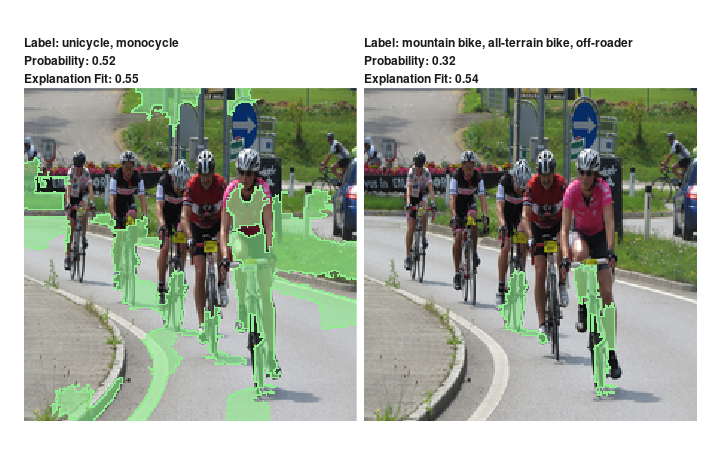 Label: unicycle, monocycle
Probability: 0.52
Explanation Fit: 0.55
Label: mountain bike, all-terrain bike, off-roader
Probability: 0.32
Explanation Fit: 0.54